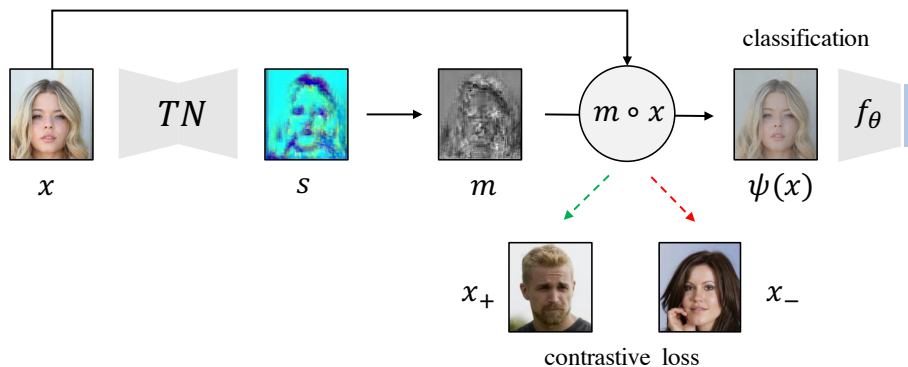 classification
TN
m ∘ x
f_θ
x
s
m
ψ(x)
x_+
x_−
contrastive loss